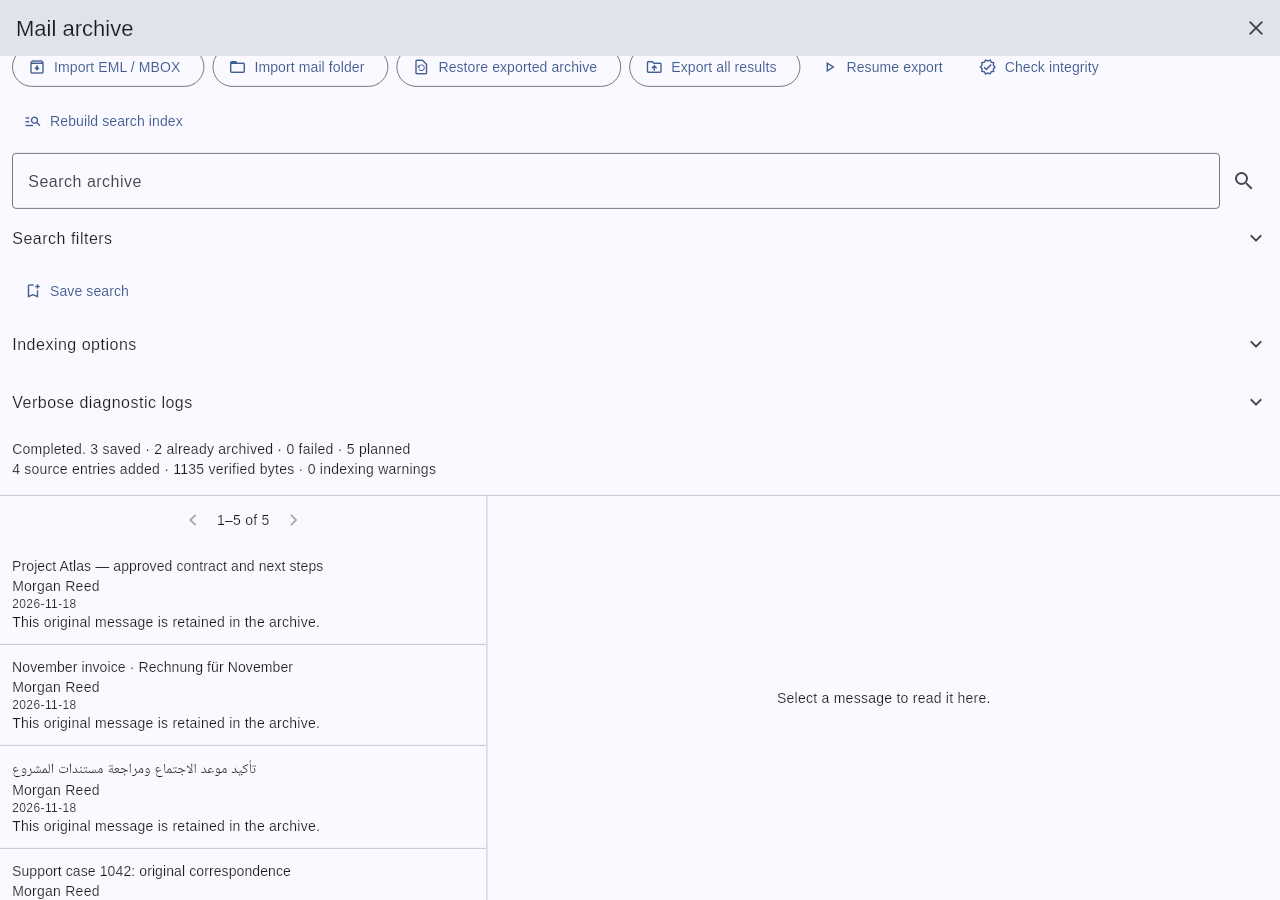 Mail archive
Import EML / MBOX
Import mail folder
Restore exported archive
Export all results
Resume export
Check integrity
Rebuild search index
Search archive
Search filters
Save search
Indexing options
Verbose diagnostic logs
Completed. 3 saved · 2 already archived · 0 failed · 5 planned
4 source entries added · 1135 verified bytes · 0 indexing warnings
1–5 of 5
Project Atlas — approved contract and next steps
Morgan Reed
2026-11-18
This original message is retained in the archive.
November invoice · Rechnung für November
Morgan Reed
2026-11-18
This original message is retained in the archive.
تأكيد موعد الاجتماع ومراجعة مستندات المشروع
Morgan Reed
2026-11-18
This original message is retained in the archive.
Support case 1042: original correspondence
Morgan Reed
Select a message to read it here.